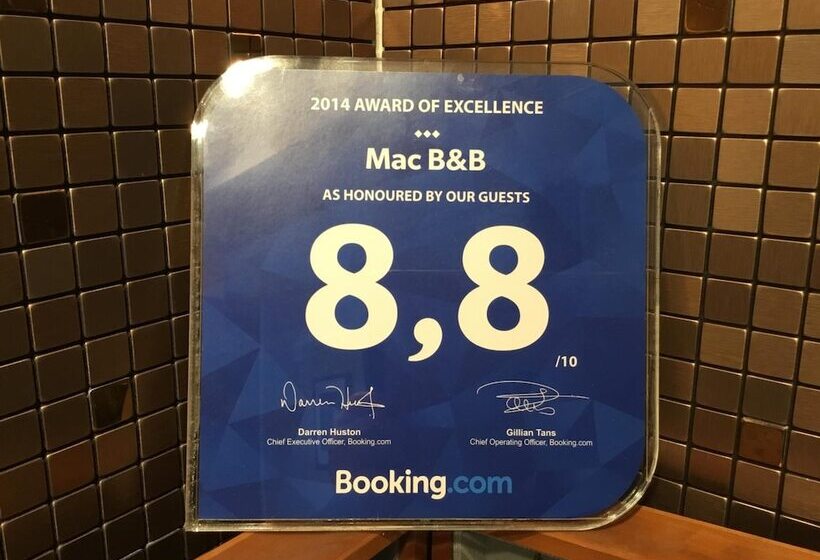 2014 AWARD OF EXCELLENCE
Mac B&B
AS HONOURED BY OUR GUESTS
8,8
/10
Darren Huston
Chief Executive Officer, Booking.com
Gillian Tans
Chief Operating Officer, Booking.com
Booking.com